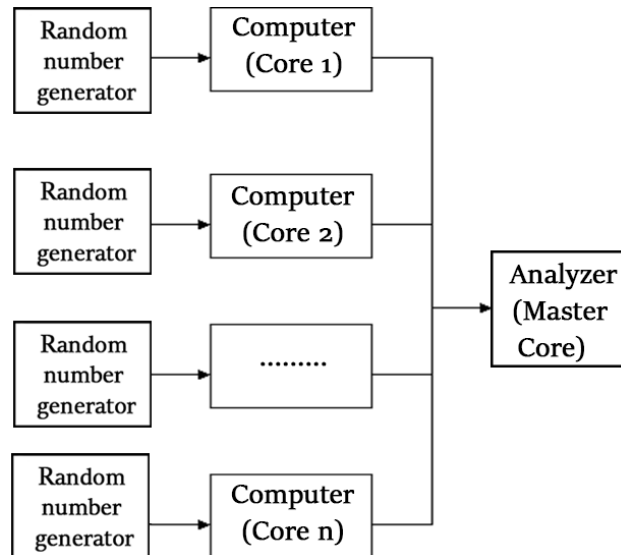 Random
number
generator
Computer
(Core 1)
Random
number
generator
Computer
(Core 2)
Analyzer
(Master
Core)
Random
number
generator
.........
Random
number
generator
Computer
(Core n)